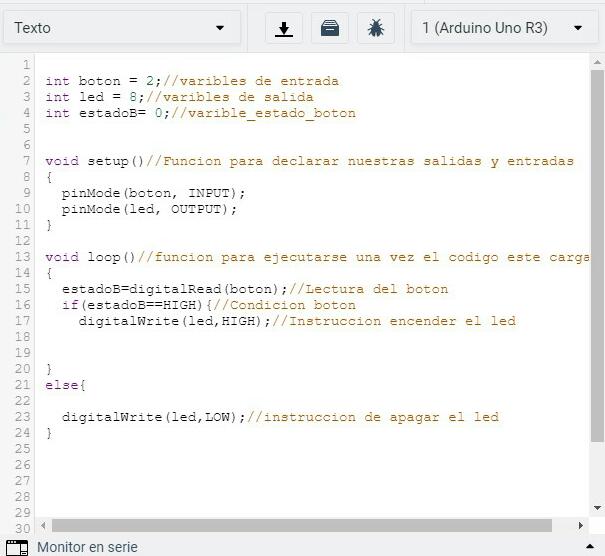 Texto
1 (Arduino Uno R3)
1
2 int boton = 2;//varibles de entrada
3 int led = 8;//varibles de salida
4 int estadoB= 0;//varible_estado_boton
5
6
7 void setup()//Funcion para declarar nuestras salidas y entradas
8 {
9 pinMode(boton, INPUT);
10 pinMode(led, OUTPUT);
11 }
12
13 void loop()//funcion para ejecutarse una vez el codigo este carga
14 {
15 estadoB=digitalRead(boton);//Lectura del boton
16 if(estadoB==HIGH){//Condicion boton
17 digitalWrite(led,HIGH);//Instruccion encender el led
18
19
20 }
21 else{
22
23 digitalWrite(led,LOW);//instruccion de apagar el led
24 }
25
26
27
28
29
30
Monitor en serie